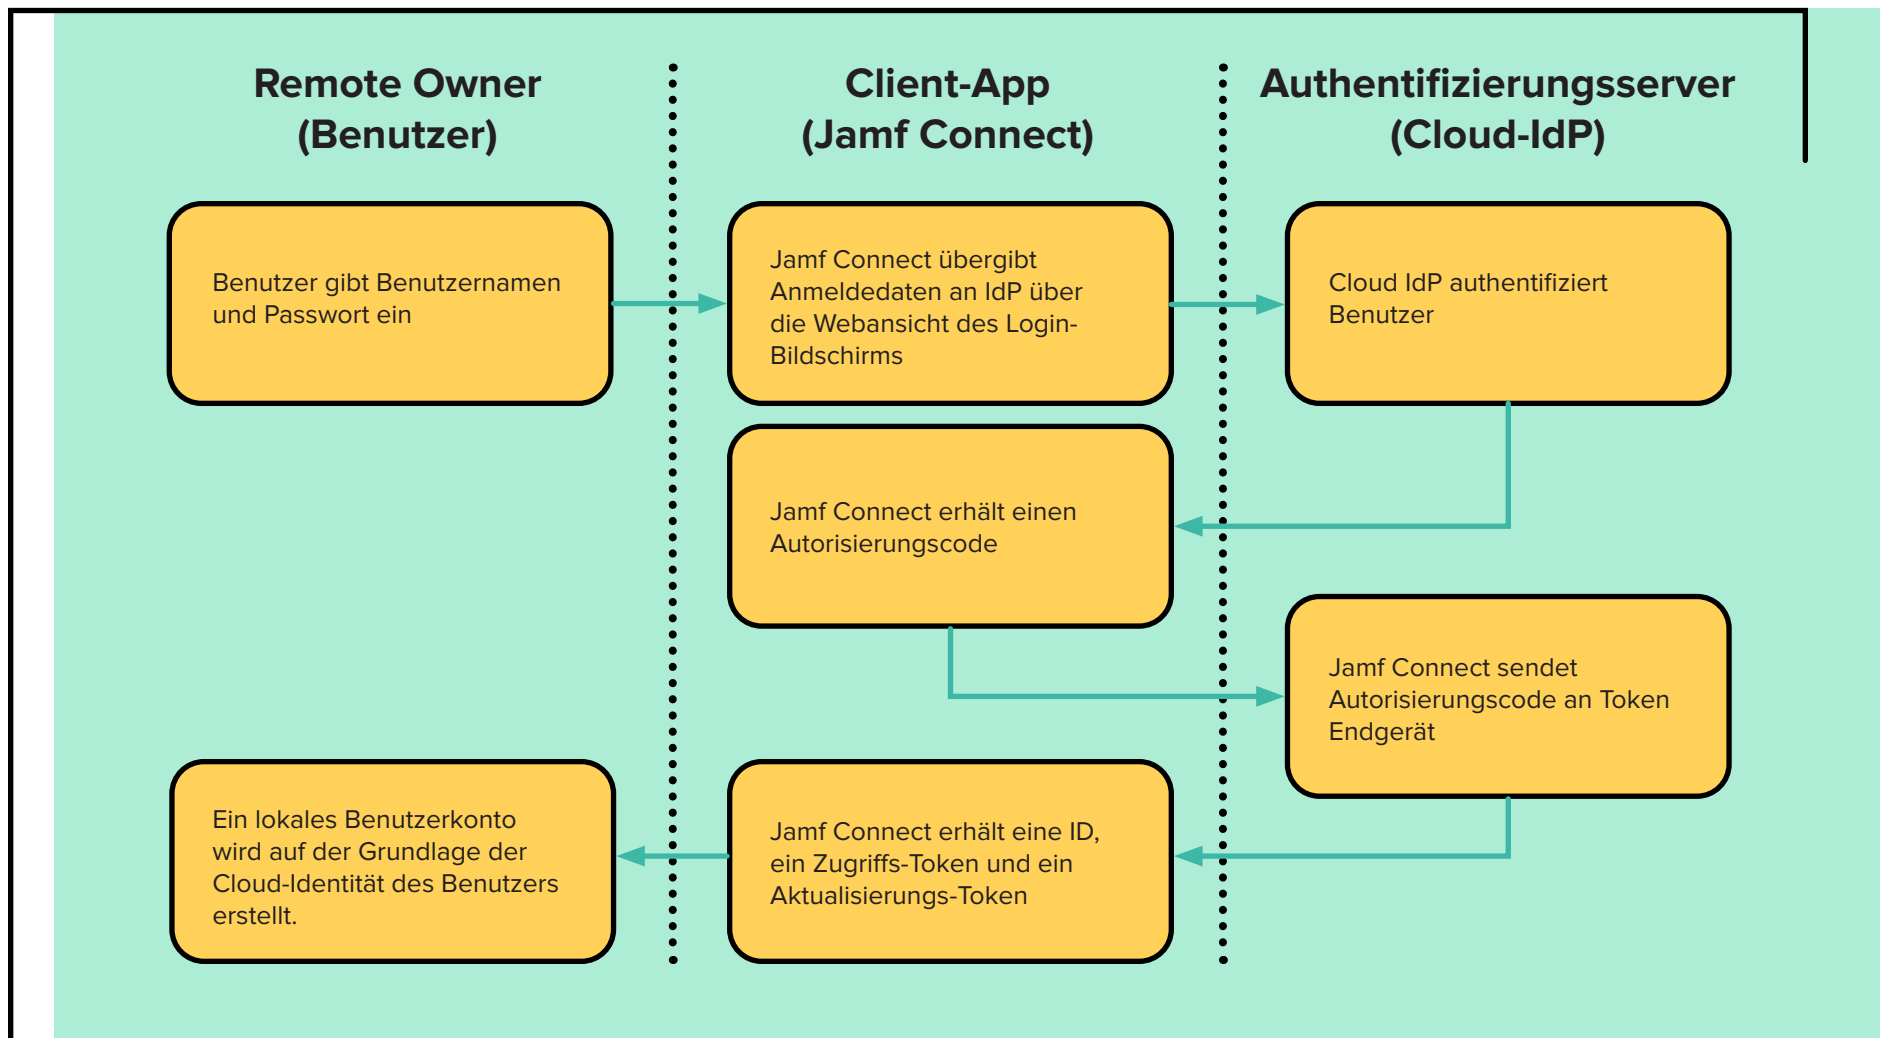 Remote Owner
(Benutzer)
Client-App
(Jamf Connect)
Authentifizierungsserver
(Cloud-IdP)
Benutzer gibt Benutzernamen
und Passwort ein
Jamf Connect übergibt
Anmeldedaten an IdP über
die Webansicht des Login-
Bildschirms
Cloud IdP authentifiziert
Benutzer
Jamf Connect erhält einen
Autorisierungscode
Jamf Connect sendet
Autorisierungscode an Token
Endgerät
Jamf Connect erhält eine ID,
ein Zugriffs-Token und ein
Aktualisierungs-Token
Ein lokales Benutzerkonto
wird auf der Grundlage der
Cloud-Identität des Benutzers
erstellt.